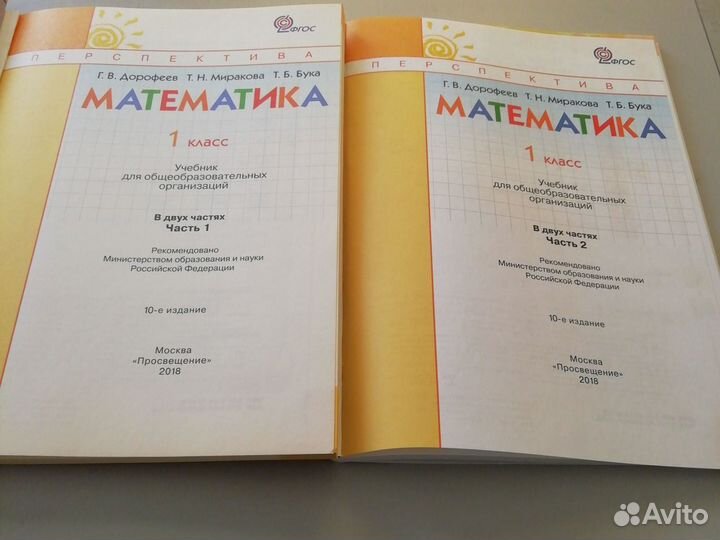 ФГОС
ПЕРСПЕКТИВА
Г. В. Дорофеев Т. Н. Миракова Т. Б. Бука
МАТЕМАТИКА
1 класс
Учебник
для общеобразовательных
организаций
В двух частях
Часть 1
Рекомендовано
Министерством образования и науки
Российской Федерации
10-е издание
Москва
«Просвещение»
2018
ФГОС
ПЕРСПЕКТИВА
Г. В. Дорофеев Т. Н. Миракова Т. Б. Бука
МАТЕМАТИКА
1 класс
Учебник
для общеобразовательных
организаций
В двух частях
Часть 2
Рекомендовано
Министерством образования и науки
Российской Федерации
10-е издание
Москва
«Просвещение»
2018
Avito